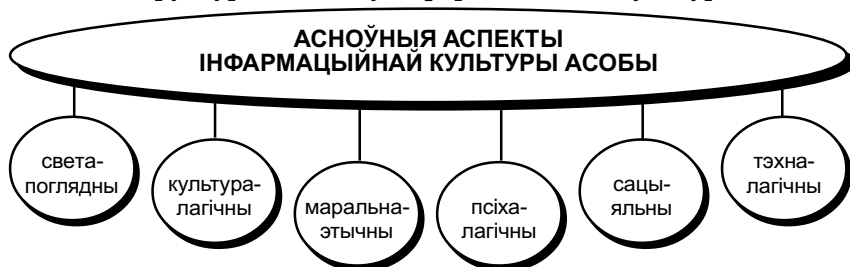 АСНОЎНЫЯ АСПЕКТЫ
ІНФАРМАЦЫЙНАЙ КУЛЬТУРЫ АСОБЫ
света-
поглядны
культура-
лагічны
маральна-
этычны
псіха-
лагічны
сацы-
яльны
тэхна-
лагічны